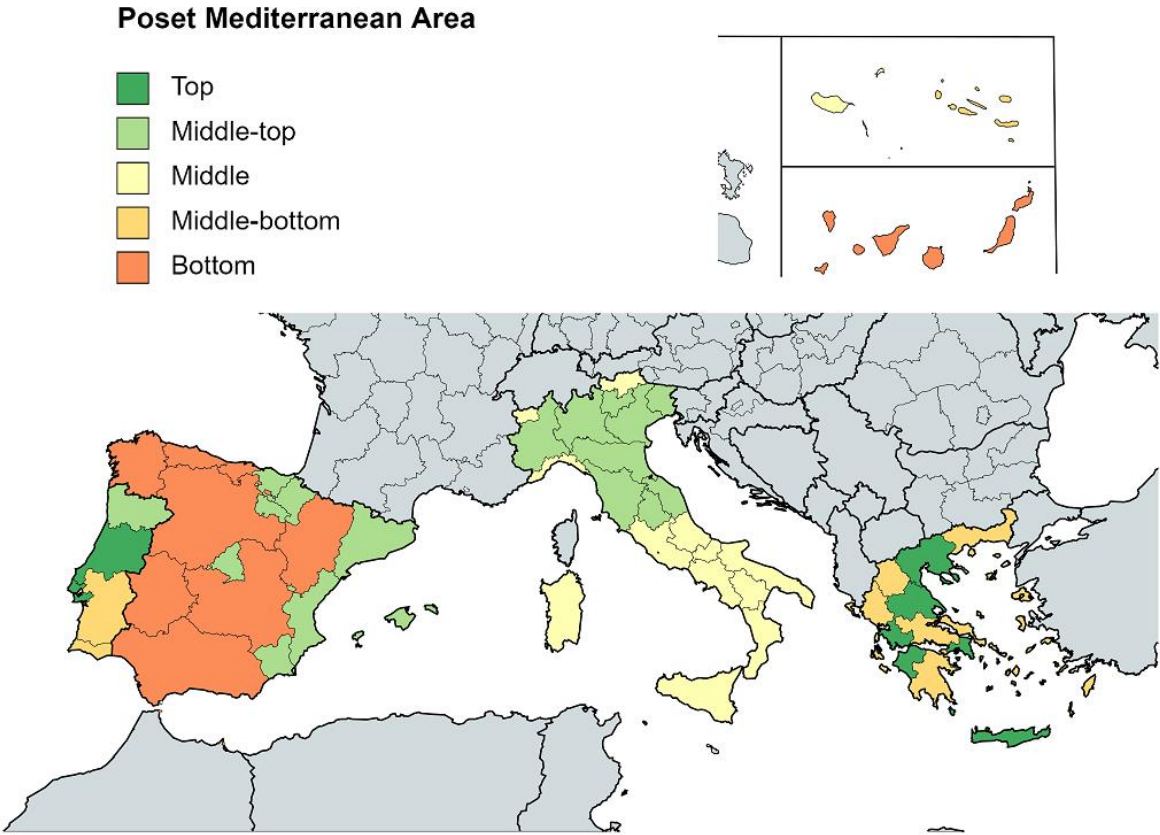 Poset Mediterranean Area
Top
Middle-top
Middle
Middle-bottom
Bottom